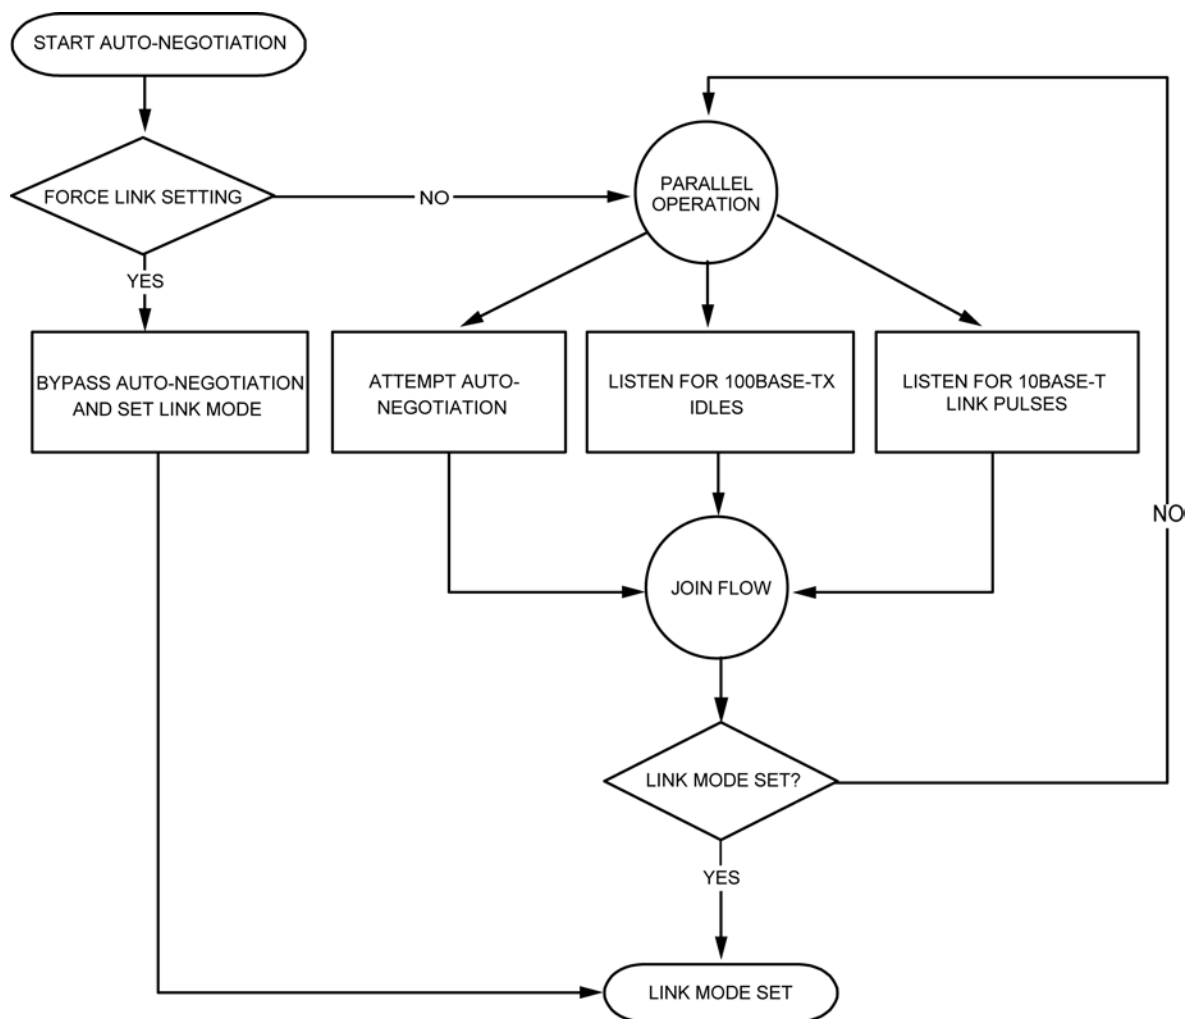 START AUTO-NEGOTIATION
FORCE LINK SETTING
NO
PARALLEL
OPERATION
YES
BYPASS AUTO-NEGOTIATION
AND SET LINK MODE
ATTEMPT AUTO-
NEGOTIATION
LISTEN FOR 100BASE-TX
IDLES
LISTEN FOR 10BASE-T
LINK PULSES
NO
JOIN FLOW
LINK MODE SET?
YES
LINK MODE SET